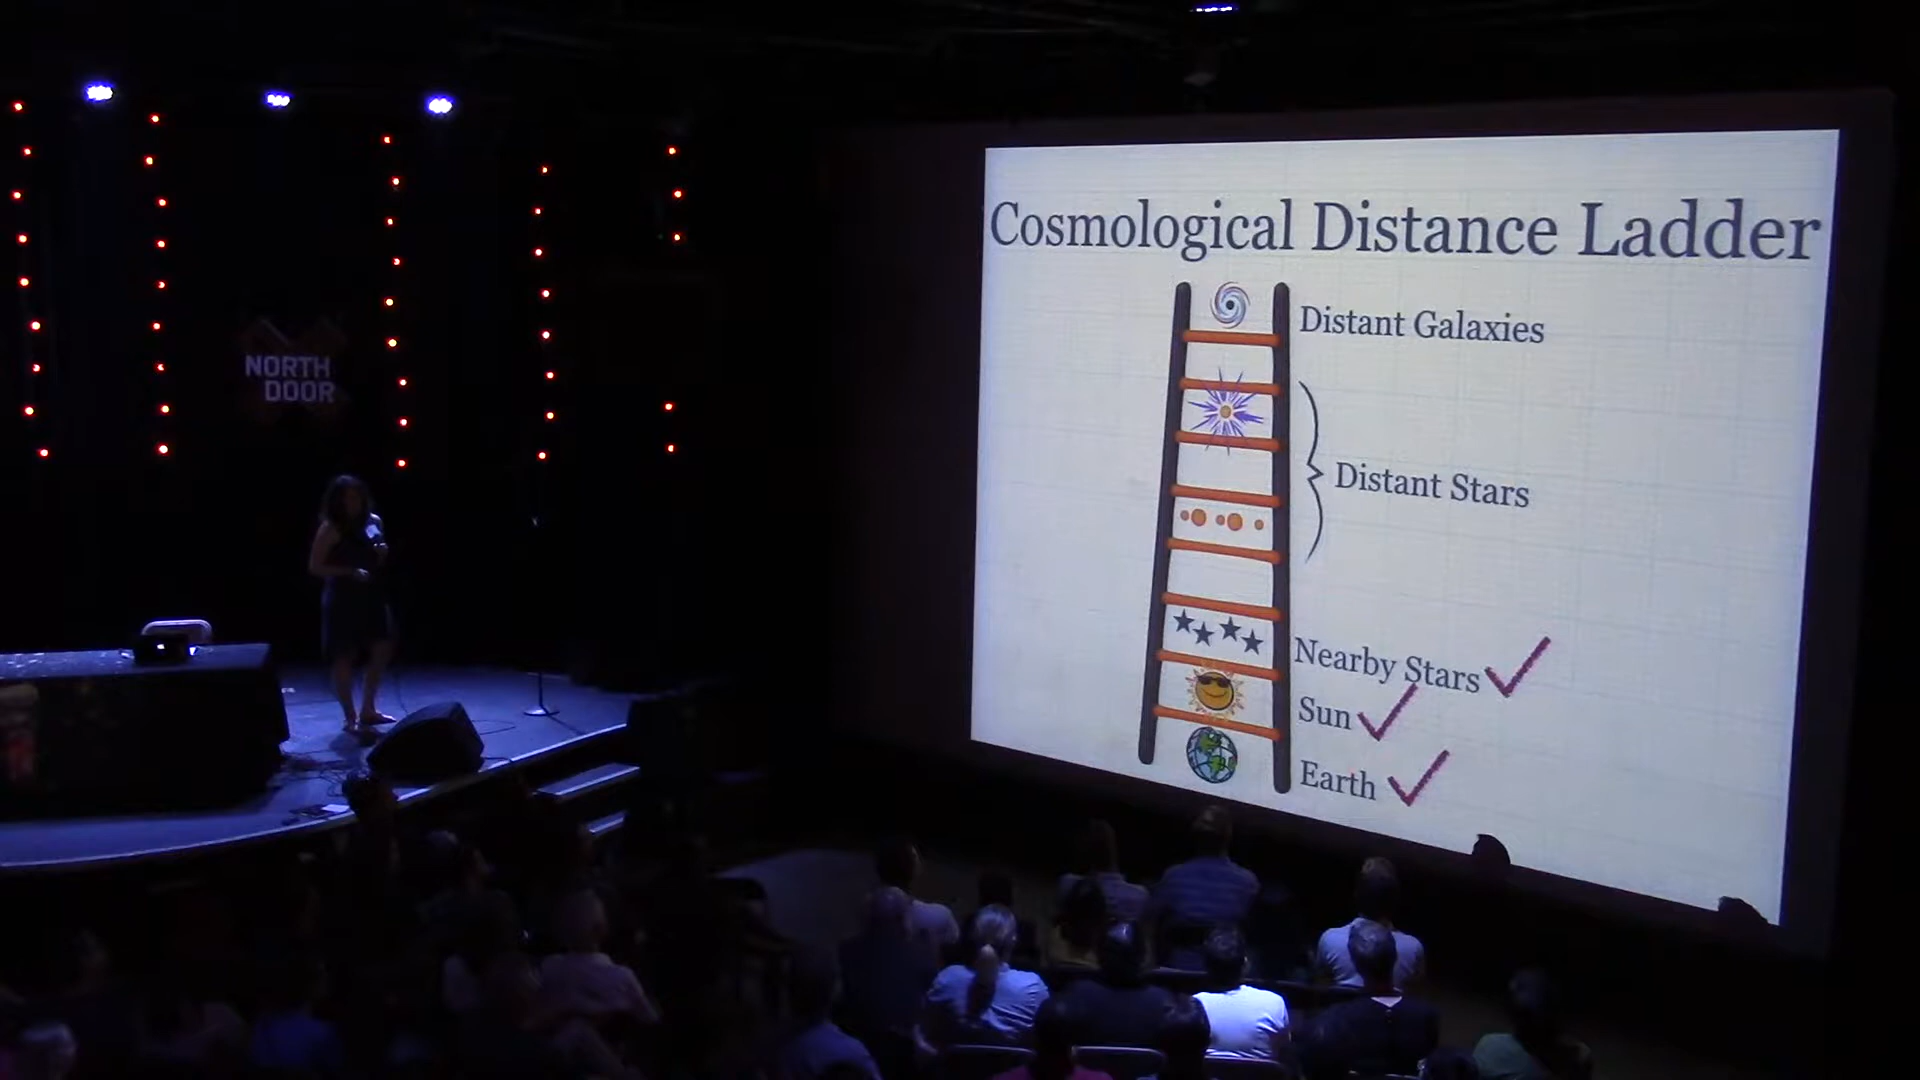 NORTH
DOOR
Cosmological Distance Ladder
Distant Galaxies
Distant Stars
Nearby Stars
Sun
Earth